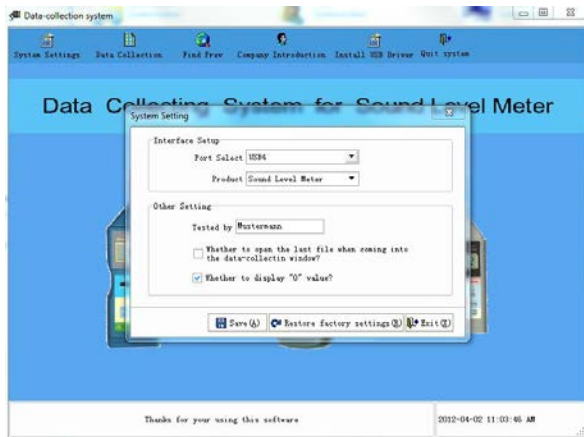 Data-collection system
System Settings Data Collection Find Prev Company Introduction Install USB Driver Quit system
Data Collecting System for Sound Level Meter
System Setting
Interface Setup
Port Select USB4
Product Sound Level Meter
Other Setting
Tested by Mustermann
Whether to open the last file when coming into
the data-collectin window?
Whether to display "0" value?
Save(A) Restore factory settings(R) Exit(X)
Thanks for your using this software 2012-04-02 11:03:46 AM